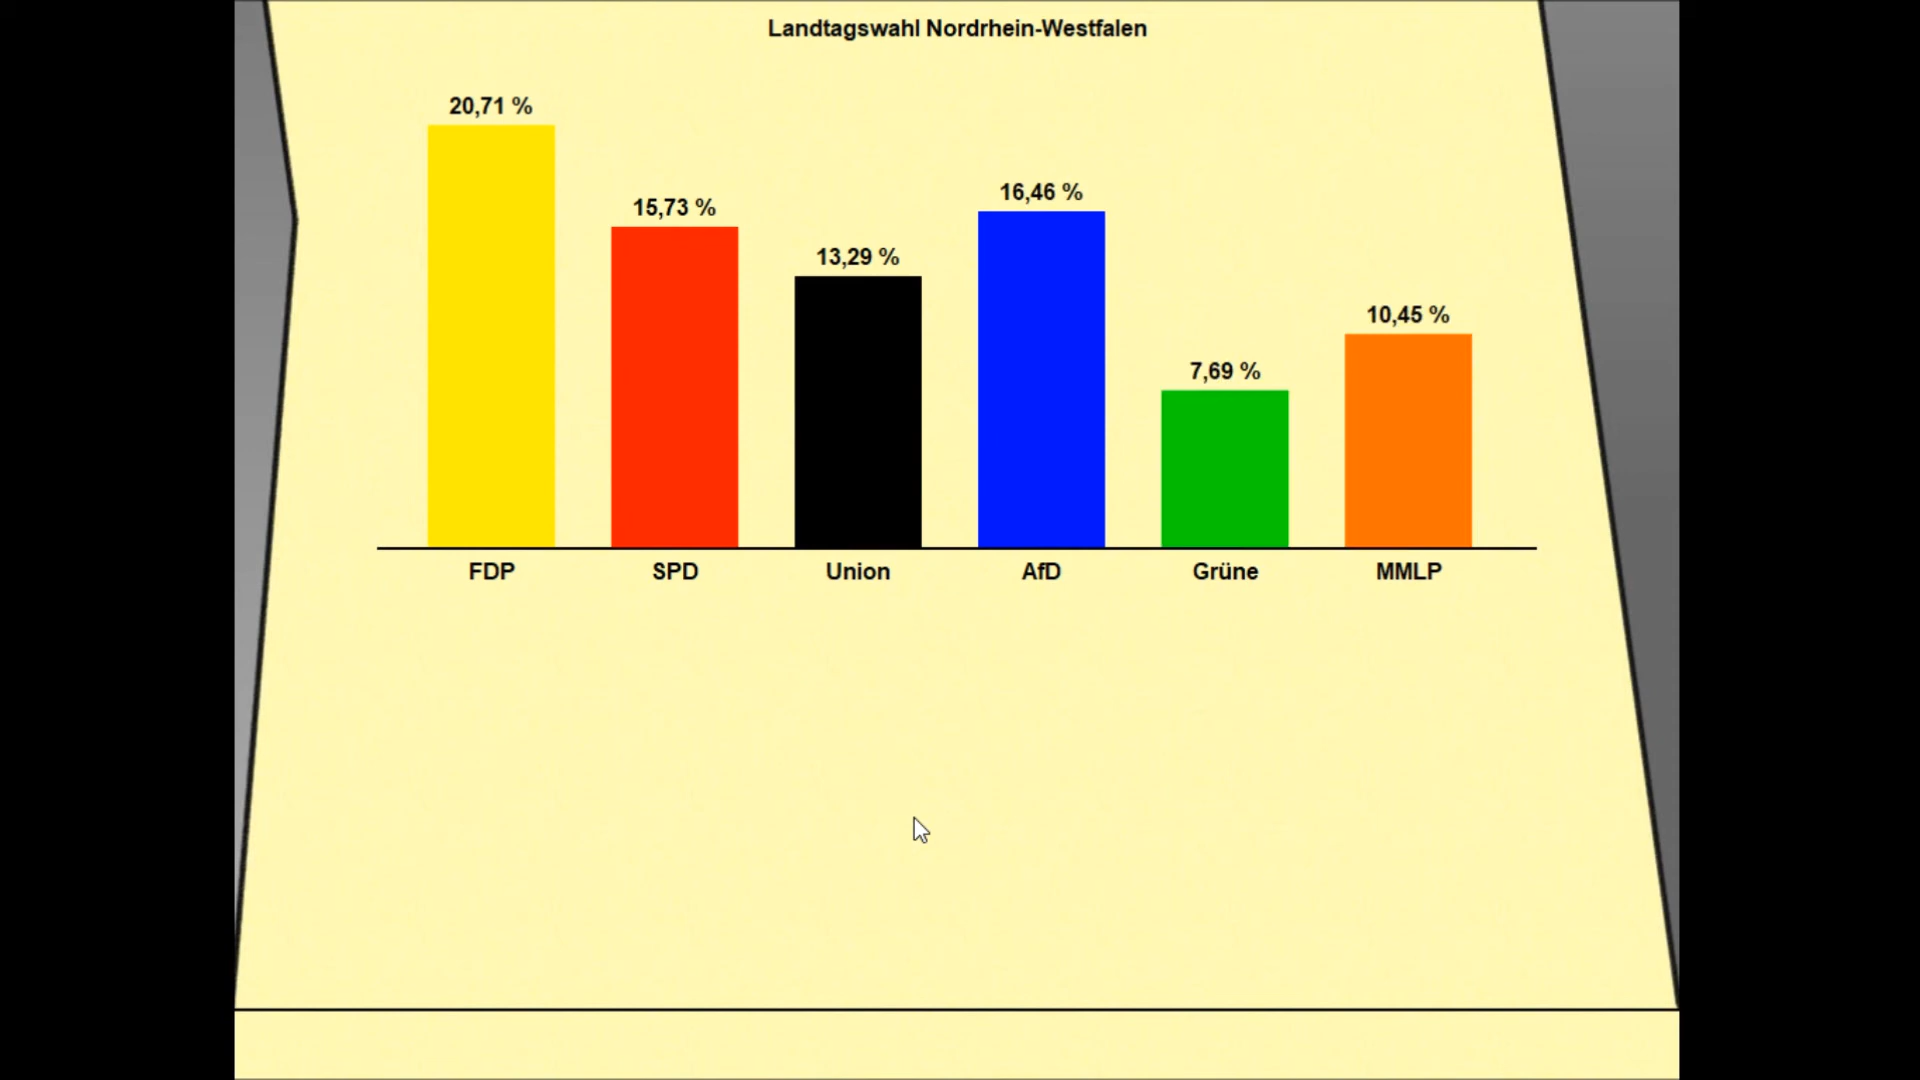 Landtagswahl Nordrhein-Westfalen
20,71 %
15,73 %
13,29 %
16,46 %
7,69 %
10,45 %
FDP
SPD
Union
AfD
Grüne
MMLP